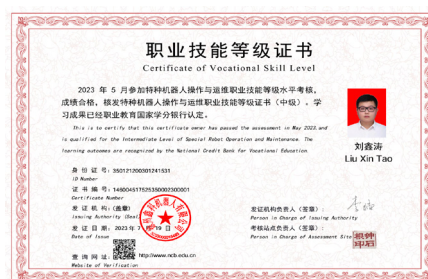 职业技能等级证书
Certificate of Vocational Skill Level
2023 年 5 月参加特种机器人操作与运维职业技能等级水平考核,
成绩合格,核发特种机器人操作与运维职业技能等级证书(中级)。学
习成果已经职业教育国家学分银行认定。
This is to certify that this certificate owner has passed the assessment in May 2023,and
is qualified for the Intermediate Level of Special Robot Operation and Maintenance. The
learning outcomes are recognized by the National Credit Bank for Vocational Education.
刘鑫涛
Liu Xin Tao
身 份 证 号:350121200301241531
ID Number
证 书 编 号:
Certificate Number
发 证 机 构:(盖章)
Issuing Authority (Seal)
发 证 日 期:2023 年 7 月 19 日
Date of Issue
查 询 网 址:http://www.ncb.edu.cn
Website of Verification
发证机构负责人(签章):
Person in Charge of Issuing Authority
考核站点负责人(签章):
Person in Charge of Assessment Site